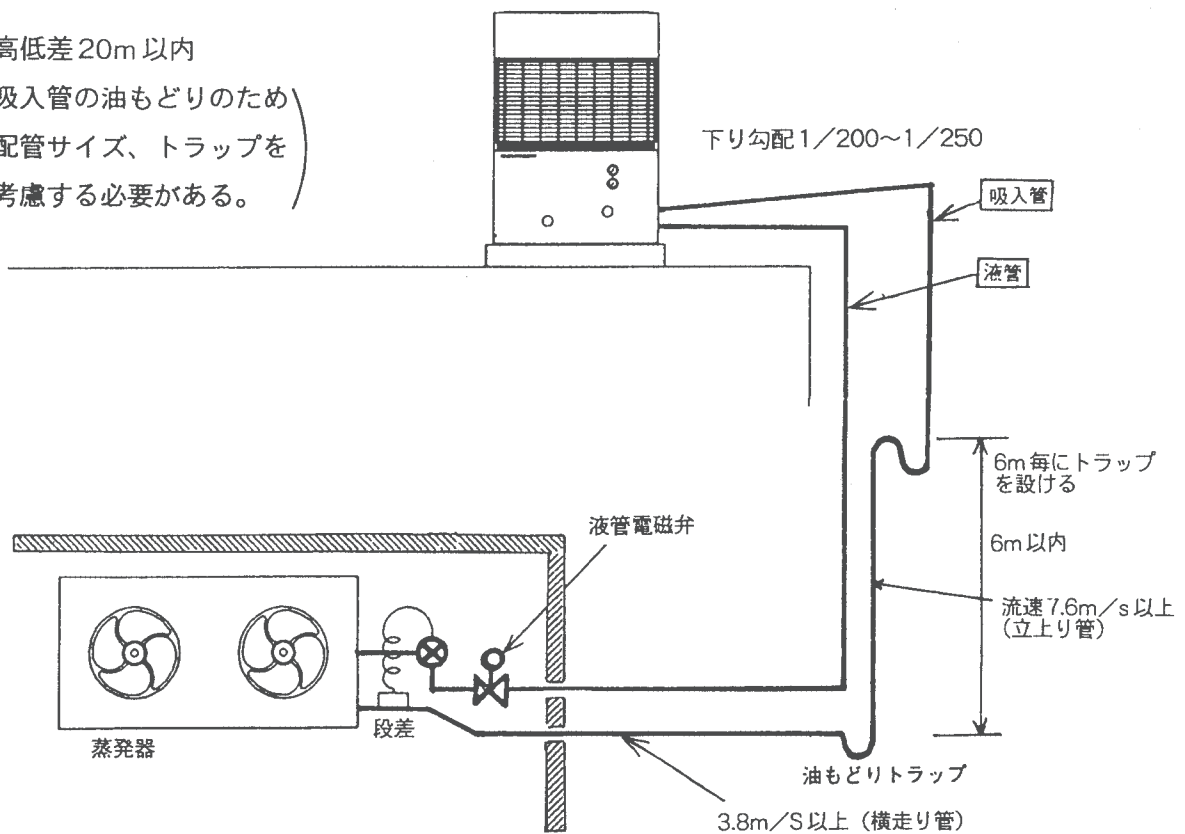 高低差20m以内
吸入管の油もどりのため
配管サイズ、トラップを
考慮する必要がある。
下り勾配1/200〜1/250
吸入管
液管
6m毎にトラップ
を設ける
液管電磁弁
6m以内
流速7.6m/s以上
(立上り管)
段差
蒸発器
油もどりトラップ
3.8m/S以上(横走り管)